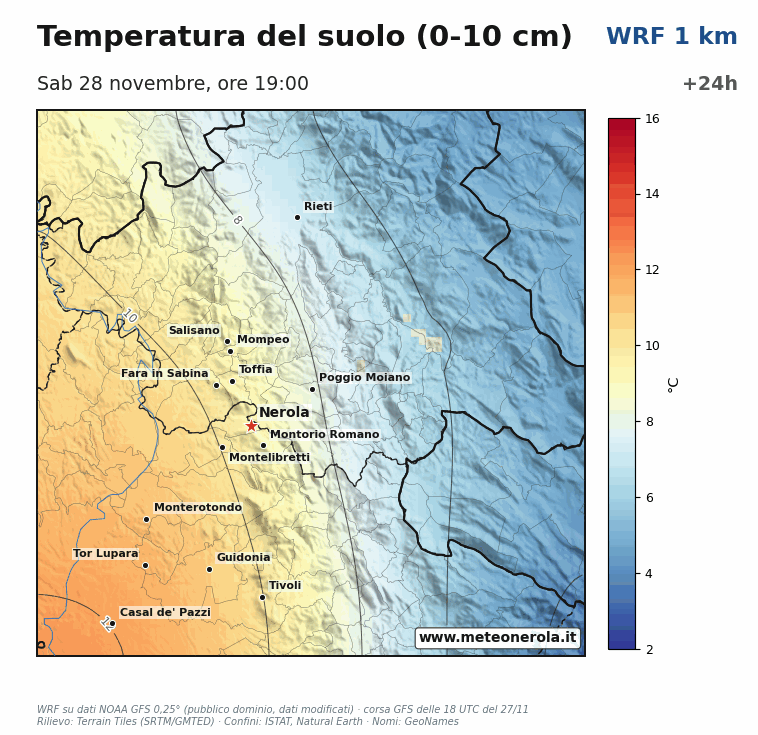 Temperatura del suolo (0-10 cm)
WRF 1 km
Sab 28 novembre, ore 19:00
+24h
16
14
12
10
8
6
4
2
°C
8
10
12
Rieti
Salisano
Mompeo
Fara in Sabina
Toffia
Poggio Moiano
Nerola
Montorio Romano
Montelibretti
Monterotondo
Tor Lupara
Guidonia
Tivoli
Casal de' Pazzi
www.meteonerola.it
WRF su dati NOAA GFS 0,25° (pubblico dominio, dati modificati) · corsa GFS delle 18 UTC del 27/11
Rilievo: Terrain Tiles (SRTM/GMTED) · Confini: ISTAT, Natural Earth · Nomi: GeoNames